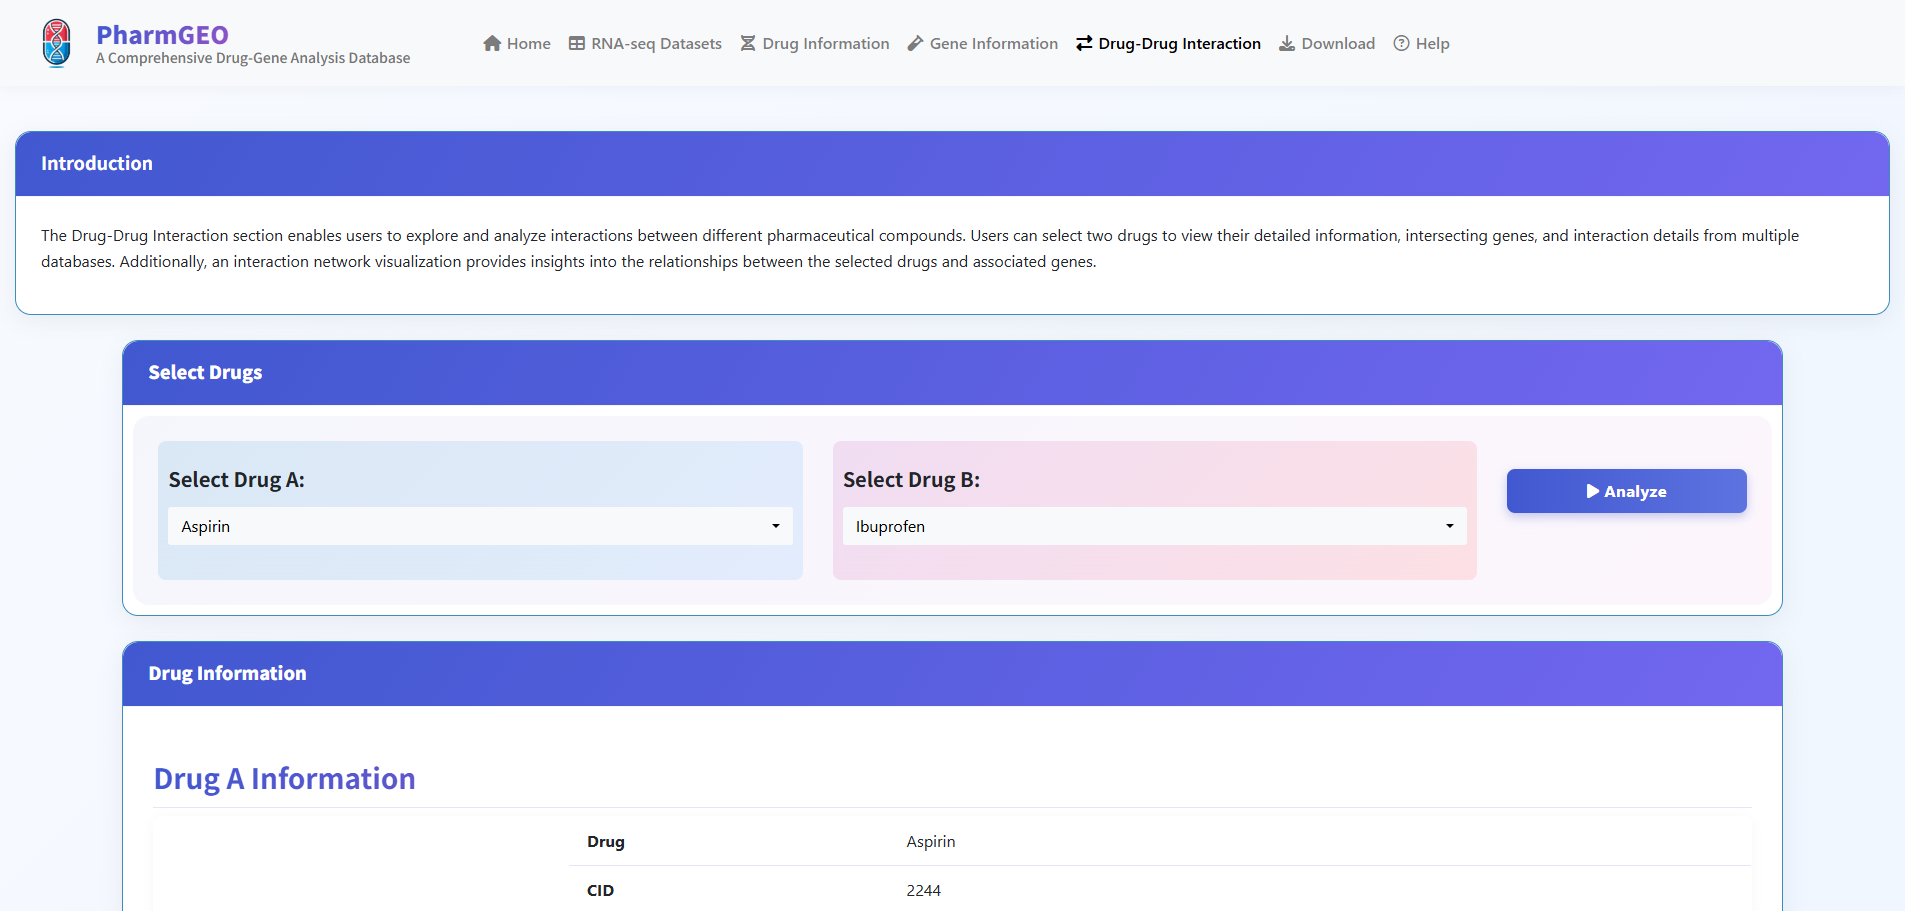 PharmGEO
A Comprehensive Drug-Gene Analysis Database
Home
RNA-seq Datasets
Drug Information
Gene Information
Drug-Drug Interaction
Download
Help
Introduction
The Drug-Drug Interaction section enables users to explore and analyze interactions between different pharmaceutical compounds. Users can select two drugs to view their detailed information, intersecting genes, and interaction details from multiple
databases. Additionally, an interaction network visualization provides insights into the relationships between the selected drugs and associated genes.
Select Drugs
Select Drug A:
Aspirin
Select Drug B:
Ibuprofen
Analyze
Drug Information
Drug A Information
Drug Aspirin
CID 2244